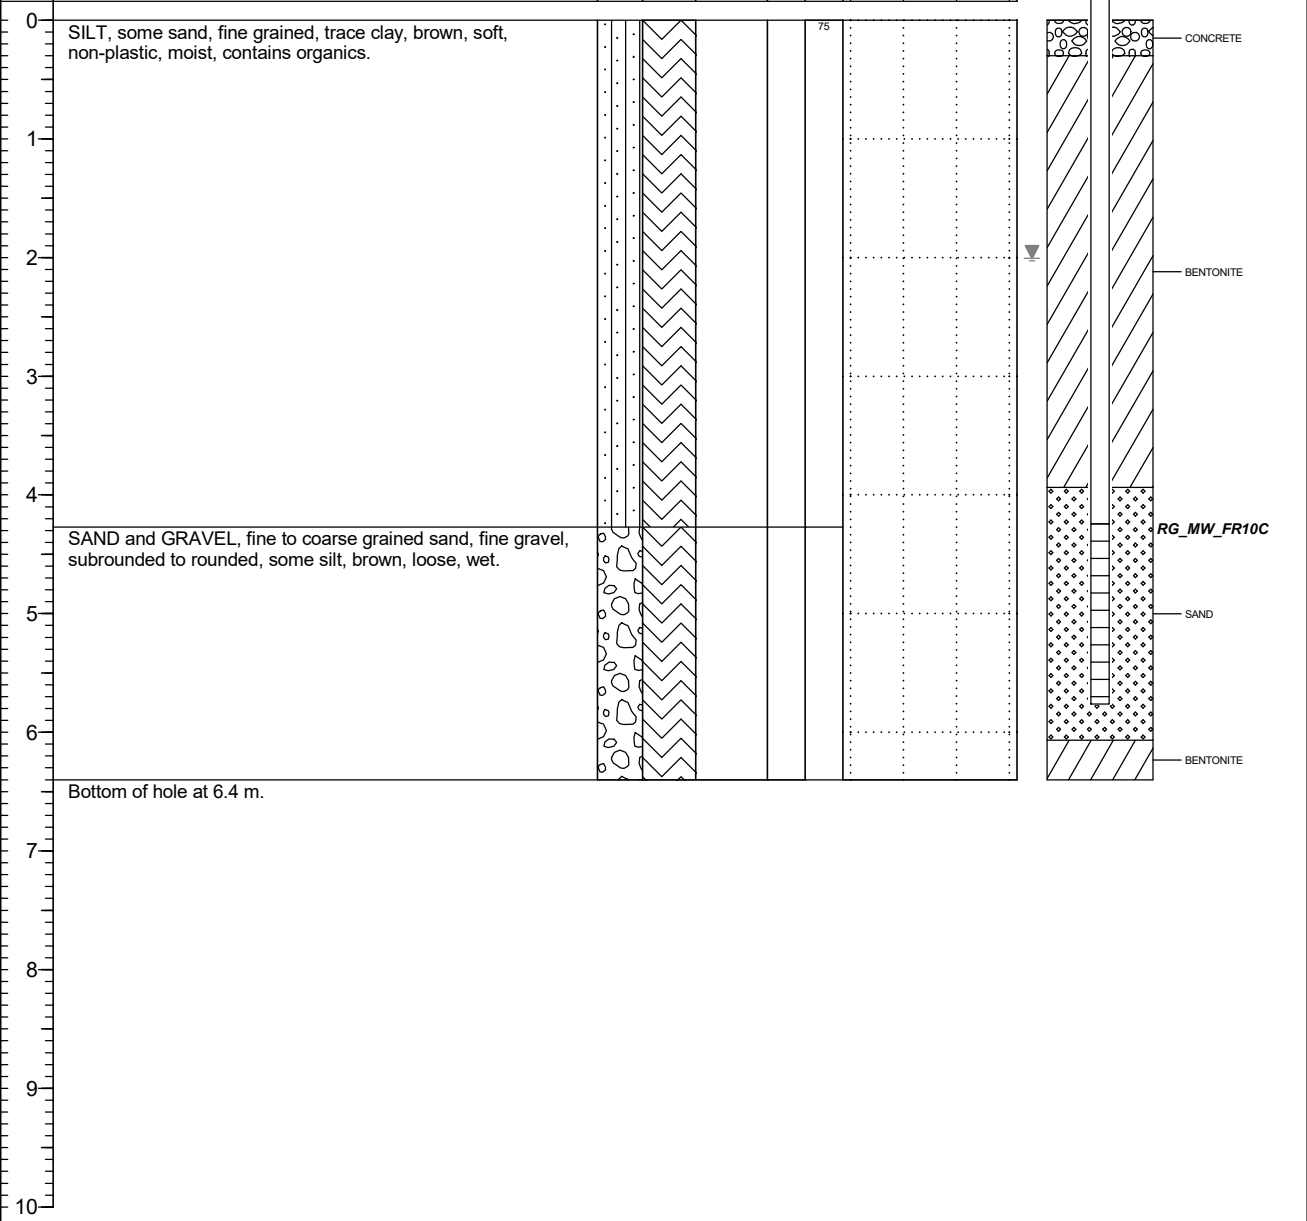 0
SILT, some sand, fine grained, trace clay, brown, soft,
non-plastic, moist, contains organics.
75
CONCRETE
1
2
BENTONITE
3
4
SAND and GRAVEL, fine to coarse grained sand, fine gravel,
subrounded to rounded, some silt, brown, loose, wet.
RG_MW_FR10C
5
SAND
6
BENTONITE
Bottom of hole at 6.4 m.
7
8
9
10